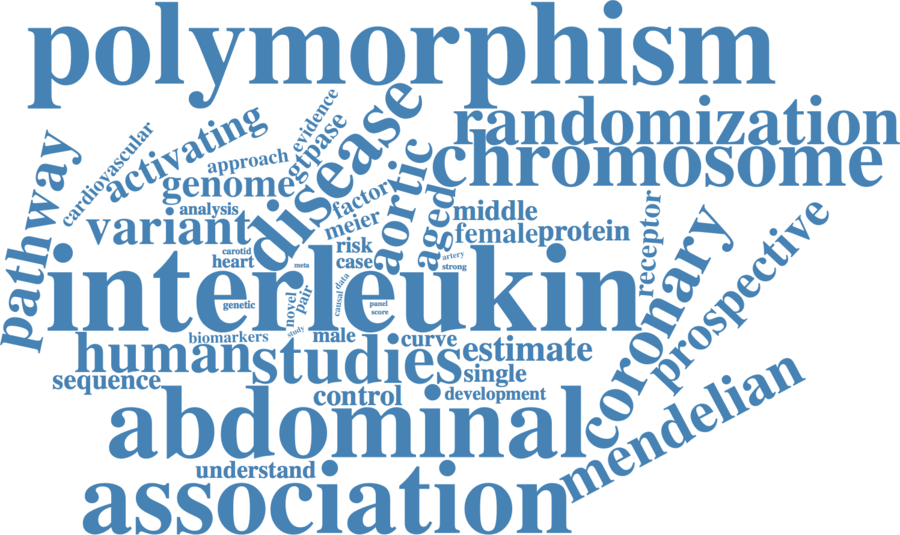 polymorphism
randomization
chromosome
evidence
gtpase
disease
activating
cardiovascular
pathway
approach
genome
factory
aortic
aged
analysis
variant
meier
middle
female
protein
receptor
coronary
prospective
carotid
heart
risk
case
artery
strong
meta
interleukin
genetic
novel
pair
data
causal
panel
score
study
biomarkers
male
curve
human
studies
estimate
sequence
single
control
development
abdominal
mendelian
understand
association